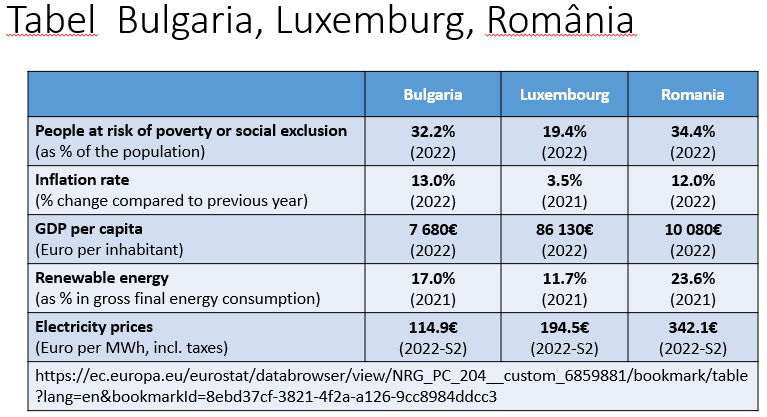 Tabel Bulgaria, Luxemburg, România
Bulgaria Luxembourg Romania
People at risk of poverty or social exclusion 32.2% 19.4% 34.4%
(as % of the population) (2022) (2022) (2022)
Inflation rate 13.0% 3.5% 12.0%
(% change compared to previous year) (2022) (2021) (2022)
GDP per capita 7 680€ 86 130€ 10 080€
(Euro per inhabitant) (2022) (2022) (2022)
Renewable energy 17.0% 11.7% 23.6%
(as % in gross final energy consumption) (2021) (2021) (2021)
Electricity prices 114.9€ 194.5€ 342.1€
(Euro per MWh, incl. taxes) (2022-S2) (2022-S2) (2022-S2)
https://ec.europa.eu/eurostat/databrowser/view/NRG_PC_204__custom_6859881/bookmark/table
?lang=en&bookmarkId=8ebd37cf-3821-4f2a-a126-9cc8984ddcc3